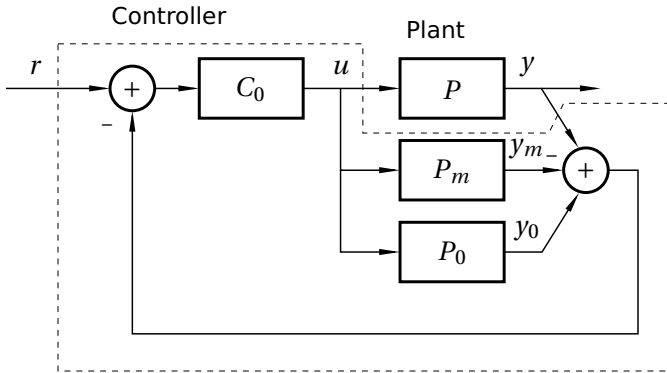 Controller
Plant
r
+
−
C₀
u
P
y
Pₘ
yₘ
−
+
P₀
y₀